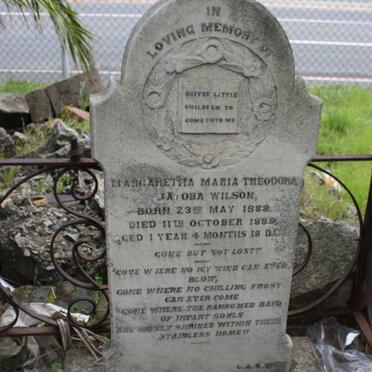 IN
LOVING MEMORY OF
SUFFER LITTLE
CHILDREN TO
COME UNTO ME
MARGARETHA MARIA THEODORA
JACOBA WILSON,
BORN 23RD MAY 1888.
DIED 11TH OCTOBER 1889,
AGED 1 YEAR 4 MONTHS 18 D
GONE BUT NOT LOST!!
GONE WHERE NO ICY WIND CAN EVER
BLOW,
GONE WHERE NO CHILLING FROST
CAN EVER COME
GONE WHERE THE RANSOMED BAND
OF INFANT SOWLS
ARE SAFELY SHRINED WITHIN THEIR
STAINLESS HOME!!